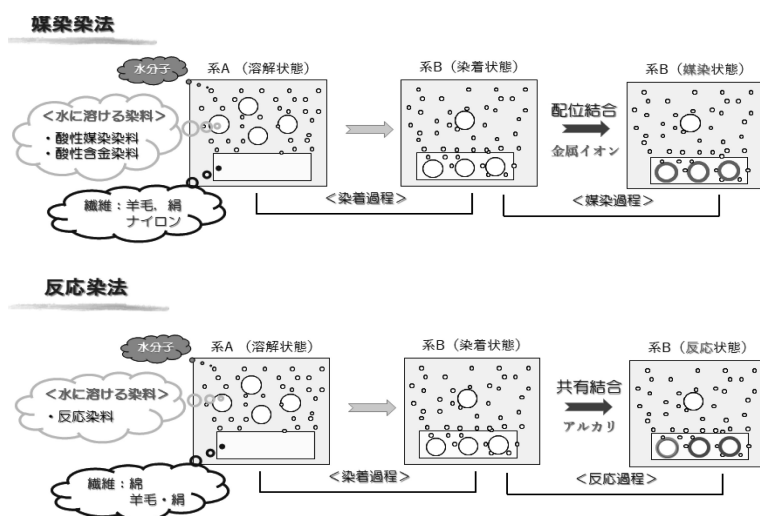 媒染染法
水分子
系A （溶解状態）
系B（染着状態）
系B（媒染状態）
＜水に溶ける染料＞
・酸性媒染染料
・酸性含金染料
配位結合
金属イオン
繊維：羊毛，絹
ナイロン
＜染着過程＞
＜媒染過程＞
反応染法
水分子
系A （溶解状態）
系B（染着状態）
系B（反応状態）
＜水に溶ける染料＞
・反応染料
共有結合
アルカリ
繊維：綿
羊毛・絹
＜染着過程＞
＜反応過程＞